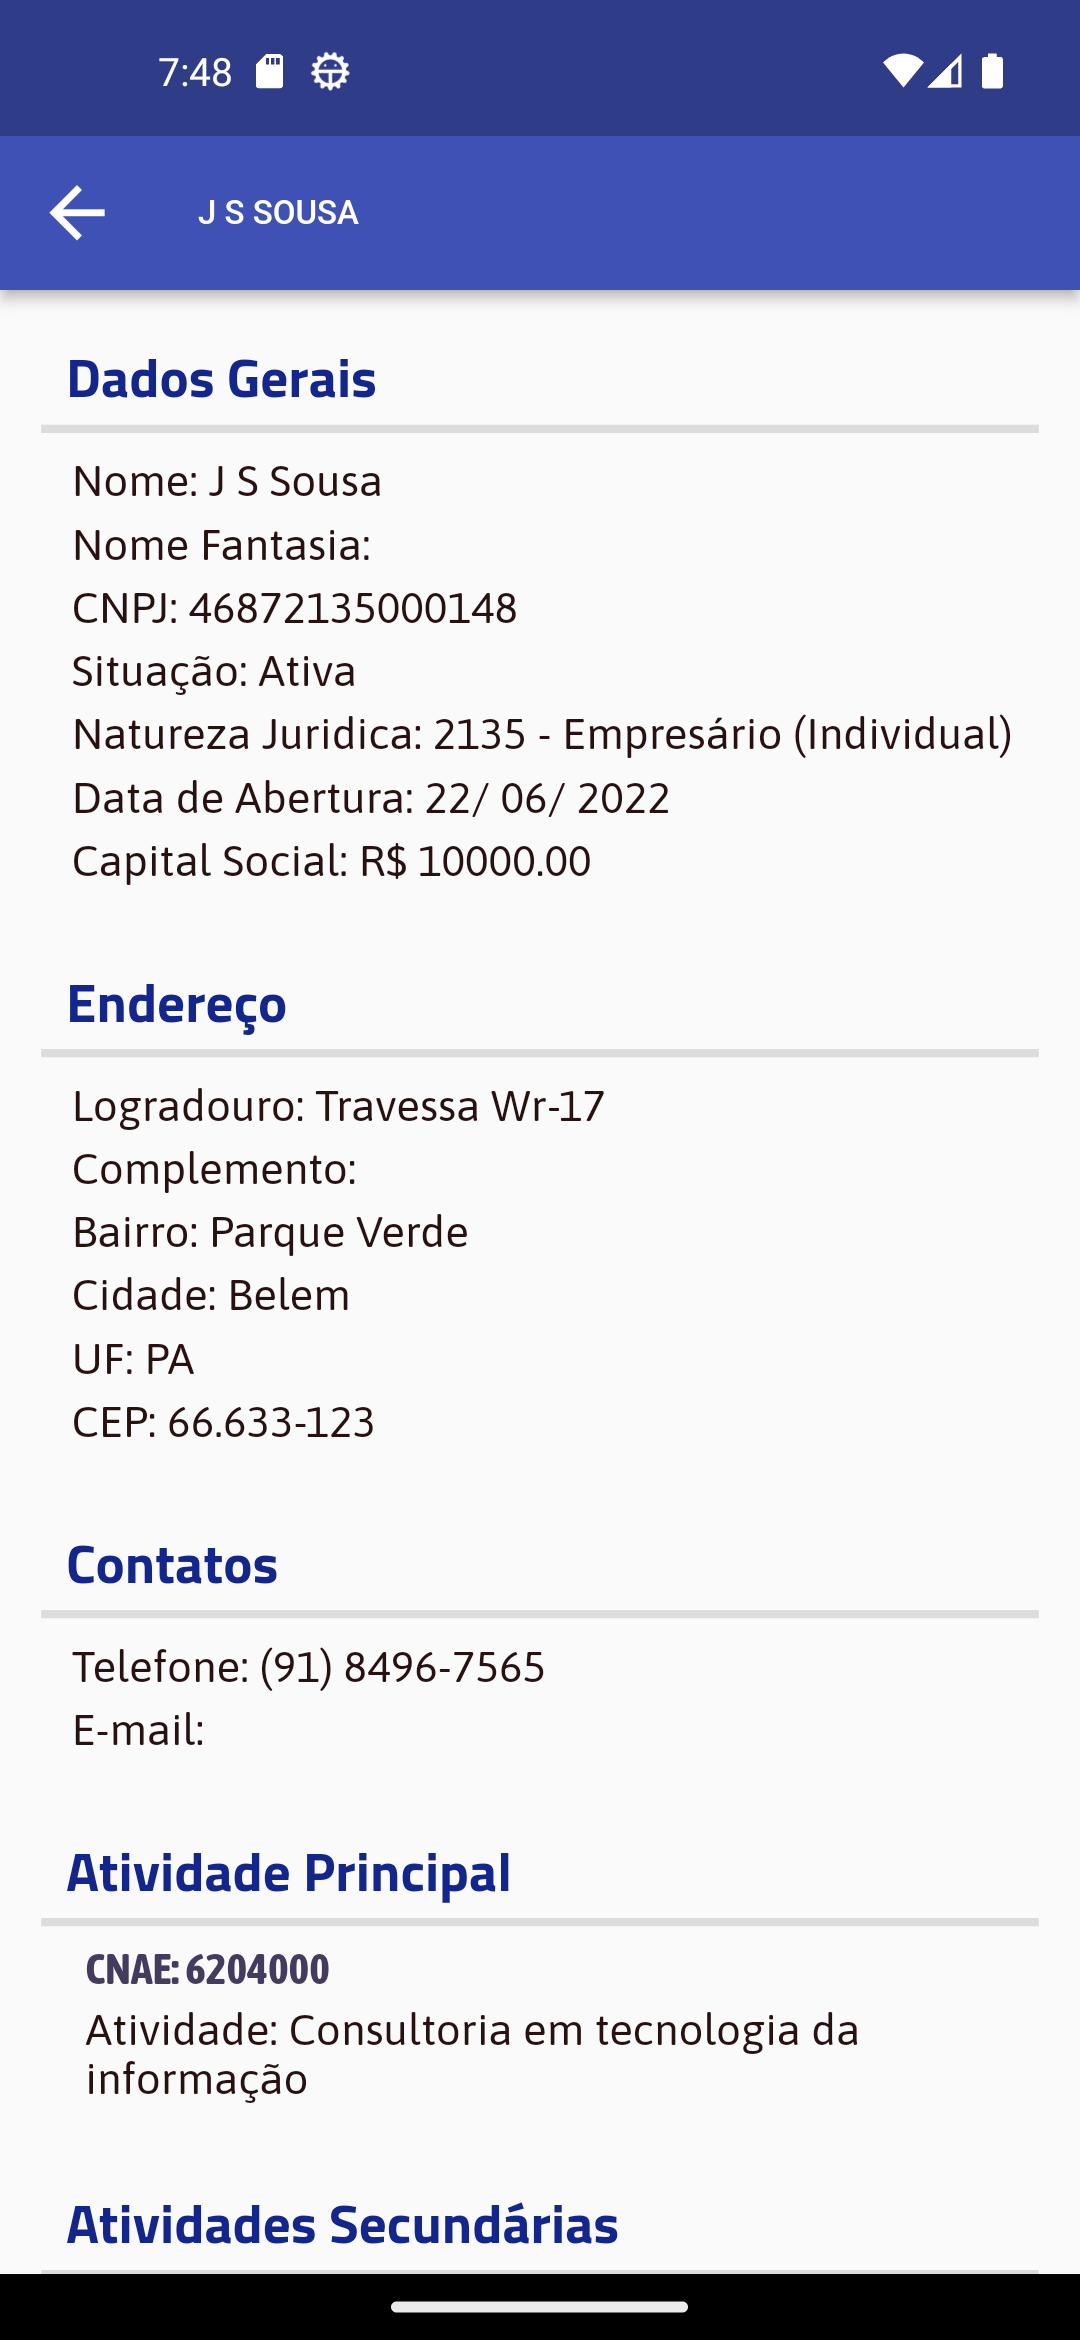 7:48
J S SOUSA
Dados Gerais
Nome: J S Sousa
Nome Fantasia:
CNPJ: 46872135000148
Situação: Ativa
Natureza Juridica: 2135 - Empresário (Individual)
Data de Abertura: 22/ 06/ 2022
Capital Social: R$ 10000.00
Endereço
Logradouro: Travessa Wr-17
Complemento:
Bairro: Parque Verde
Cidade: Belem
UF: PA
CEP: 66.633-123
Contatos
Telefone: (91) 8496-7565
E-mail:
Atividade Principal
CNAE: 6204000
Atividade: Consultoria em tecnologia da
informação
Atividades Secundárias